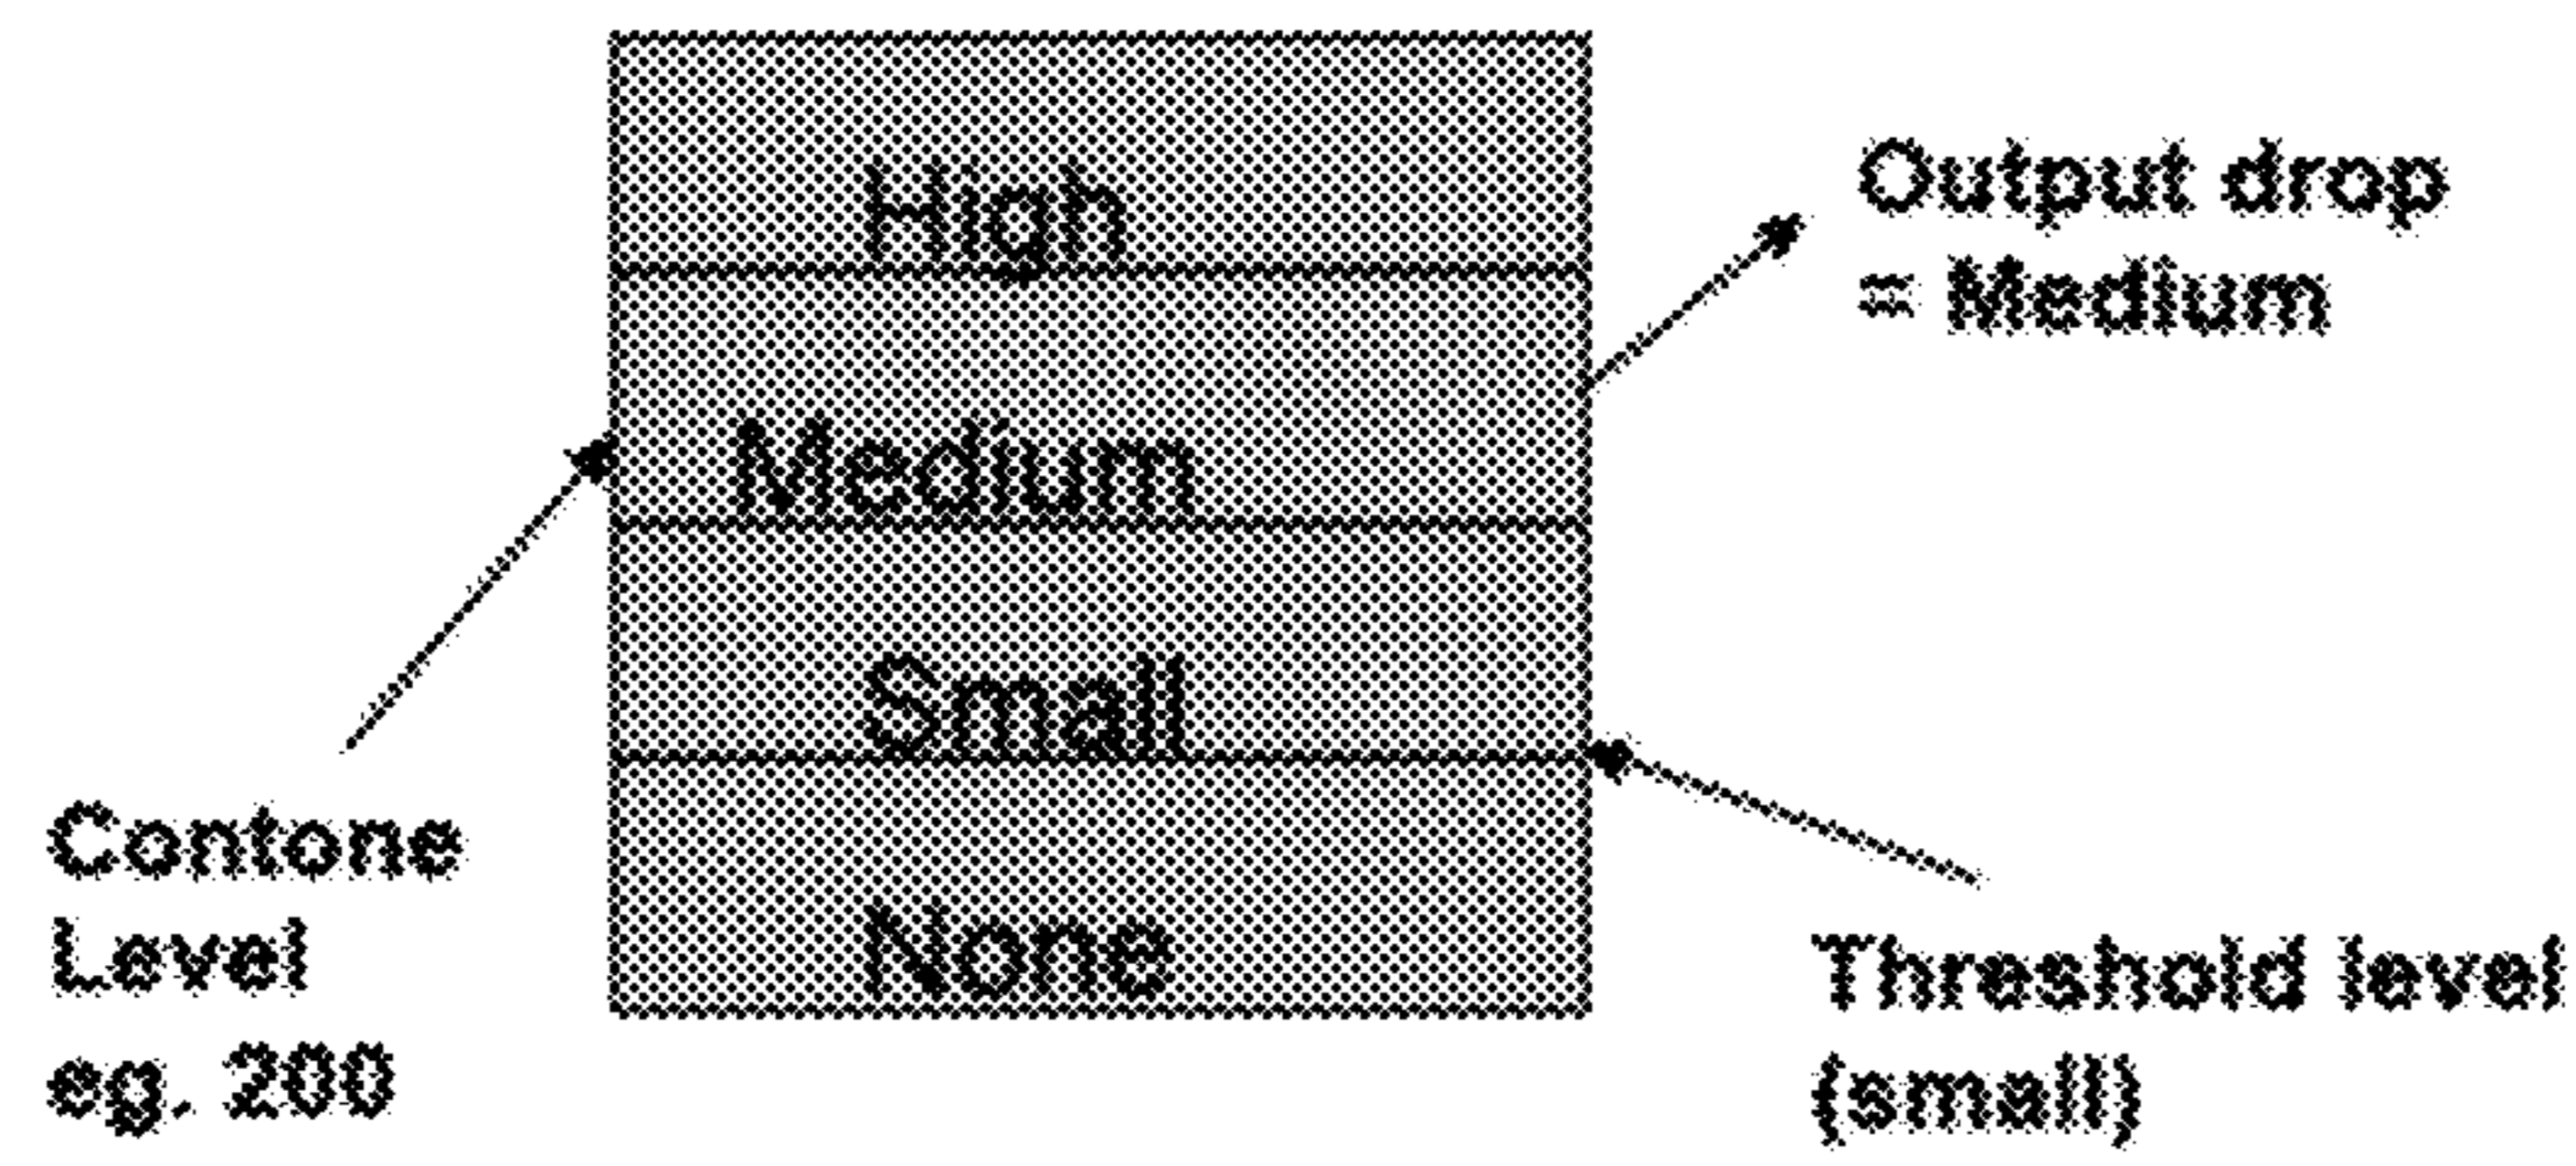 High
Medium
Small
None
Output drop
= Medium
Contone
Level
eg. 200
Threshold level
(small)